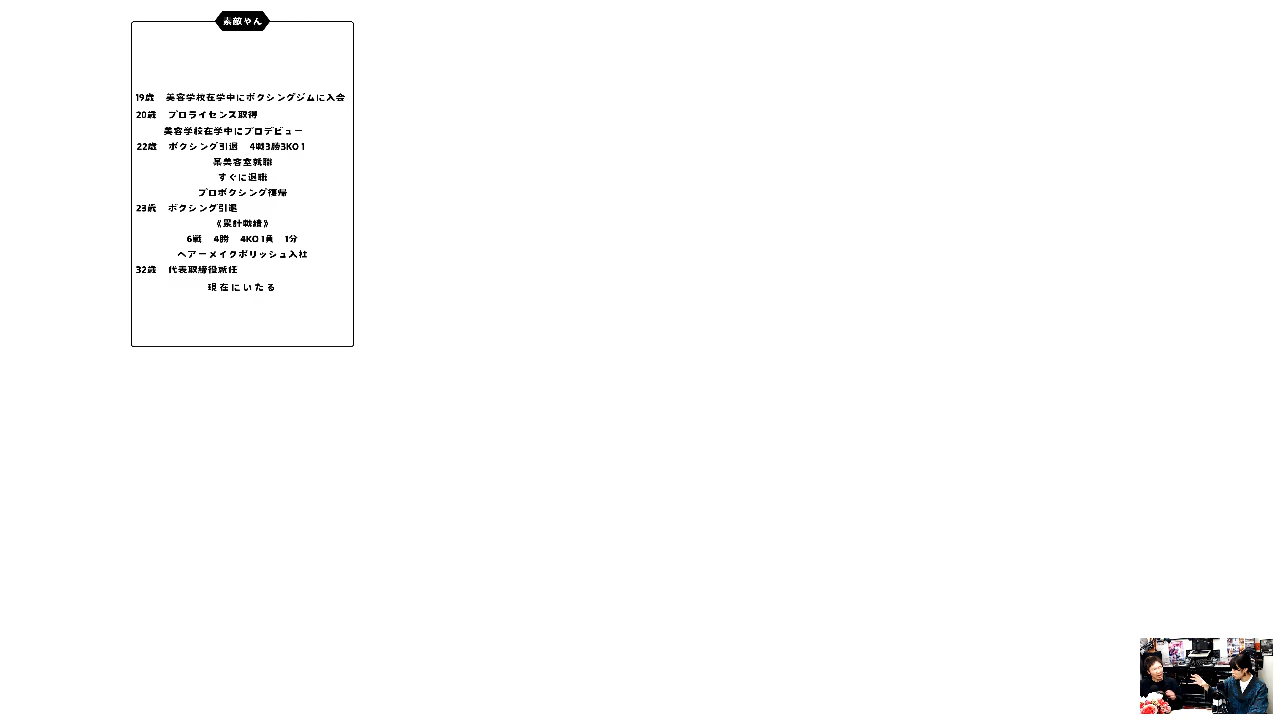 素敵やん
19歳 美容学校在学中にボクシングジムに入会
20歳 プロライセンス取得
美容学校在学中にプロデビュー
22歳 ボクシング引退 4戦3勝3KO 1
某美容室就職
すぐに退職
プロボクシング復帰
23歳 ボクシング引退
《累計戦績》
6戦 4勝 4KO 1負 1分
ヘアーメイクポリッシュ入社
32歳 代表取締役就任
現在にいたる